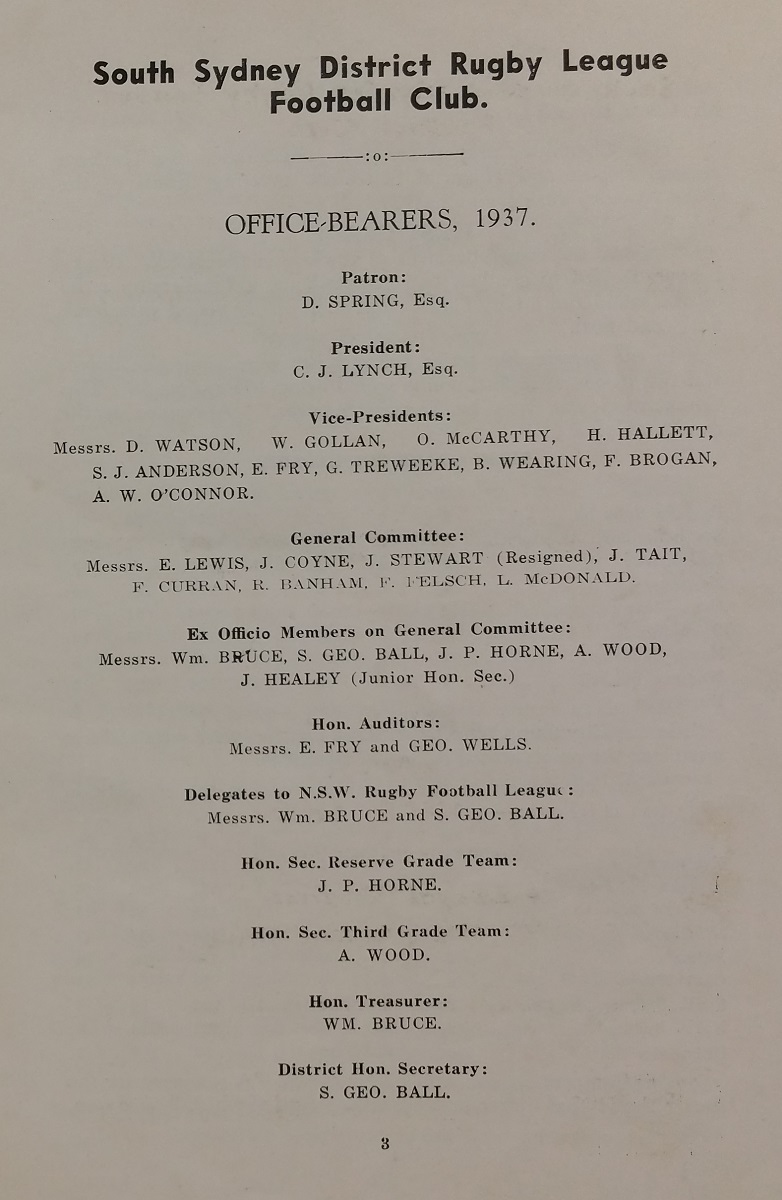 South Sydney District Rugby League
Football Club.
:o:
OFFICE-BEARERS, 1937.
Patron:
D. SPRING, Esq.
President:
C. J. LYNCH, Esq.
Vice-Presidents:
Messrs. D. WATSON, W. GOLLAN, O. McCARTHY, H. HALLETT,
S. J. ANDERSON, E. FRY, G. TREWEEKE, B. WEARING, F. BROGAN,
A. W. O'CONNOR.
General Committee:
Messrs. E. LEWIS, J. COYNE, J. STEWART (Resigned), J. TAIT,
F. CURRAN, R. BANHAM, F. FELSCH, L. McDONALD.
Ex Officio Members on General Committee:
Messrs. Wm. BRUCE, S. GEO. BALL, J. P. HORNE, A. WOOD,
J. HEALEY (Junior Hon. Sec.)
Hon. Auditors:
Messrs. E. FRY and GEO. WELLS.
Delegates to N.S.W. Rugby Football League:
Messrs. Wm. BRUCE and S. GEO. BALL.
Hon. Sec. Reserve Grade Team:
J. P. HORNE.
Hon. Sec. Third Grade Team:
A. WOOD.
Hon. Treasurer:
WM. BRUCE.
District Hon. Secretary:
S. GEO. BALL.
3